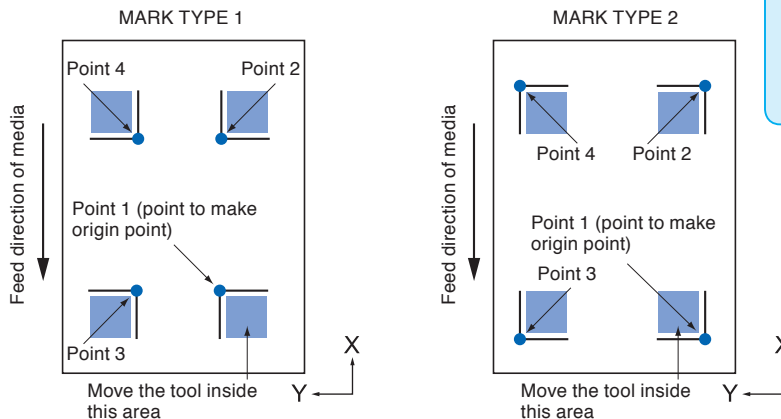 MARK TYPE 1
Point 4
Point 2
Feed direction of media
Point 1 (point to make
origin point)
Point 3
X
Y
Move the tool inside
this area
MARK TYPE 2
Feed direction of media
Point 4
Point 2
Point 1 (point to make
origin point)
Point 3
X
Y
Move the tool inside
this area